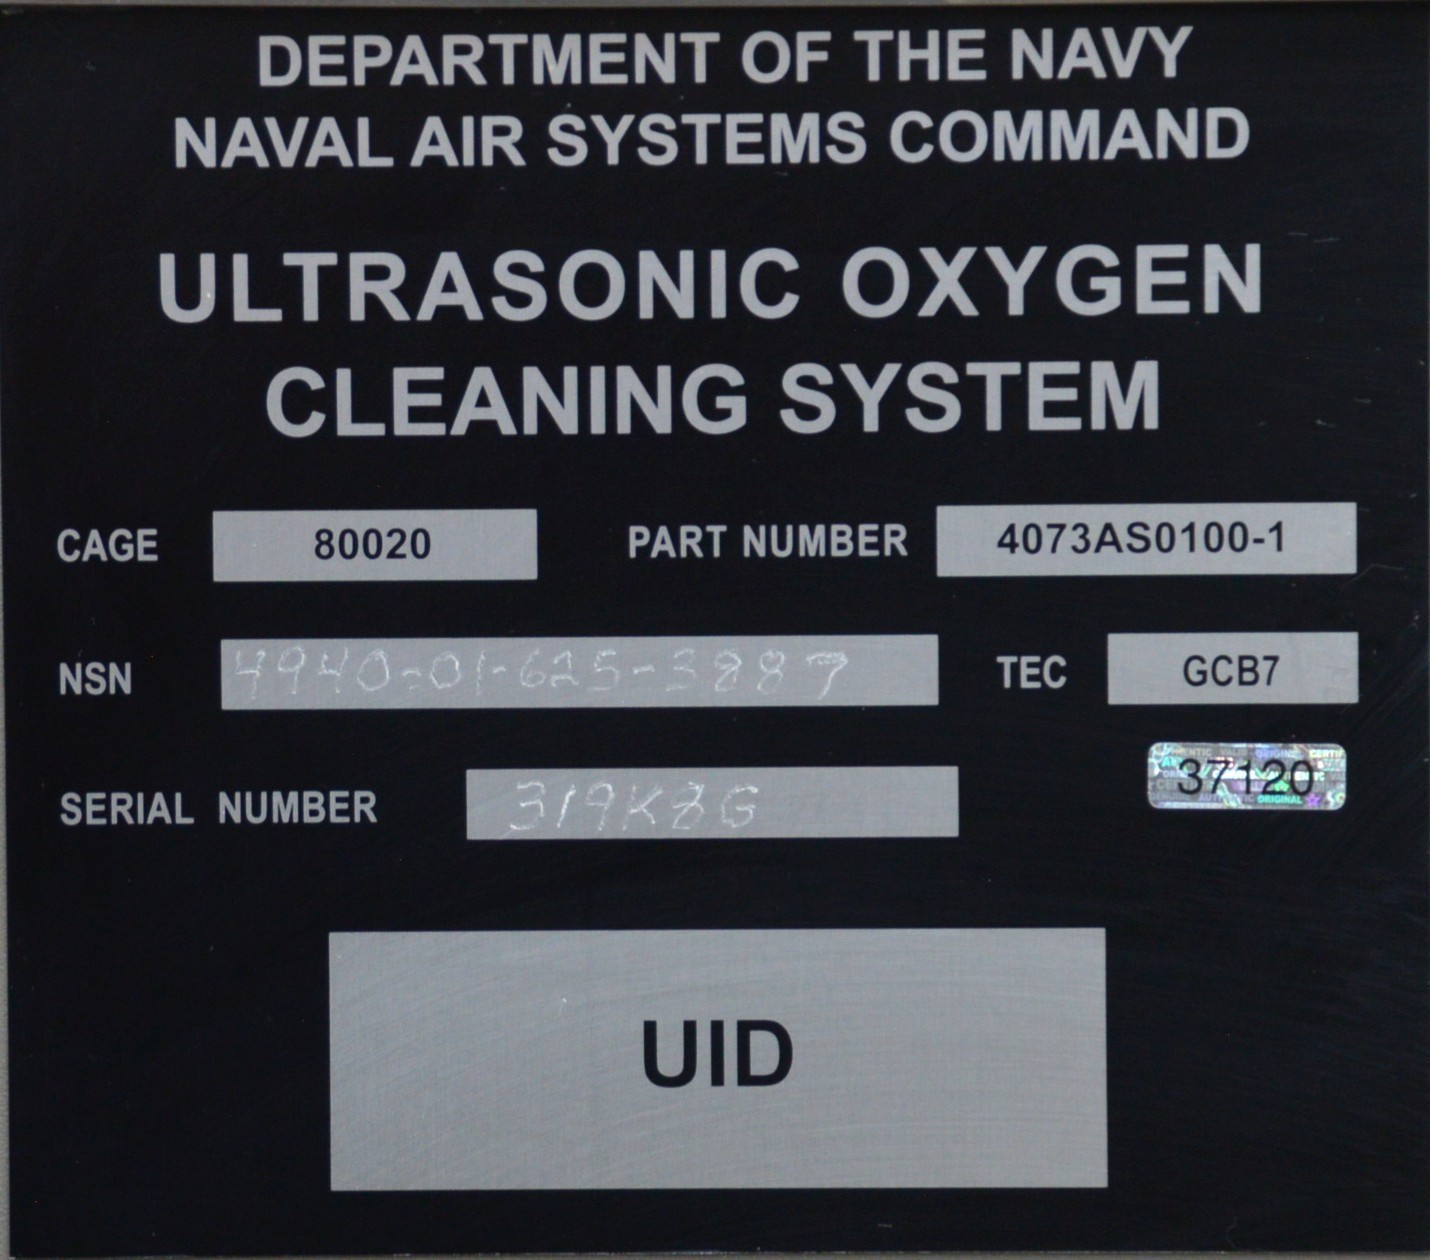 DEPARTMENT OF THE NAVY
NAVAL AIR SYSTEMS COMMAND
ULTRASONIC OXYGEN
CLEANING SYSTEM
CAGE 80020 PART NUMBER 4073AS0100-1
NSN 4940-01-625-3887 TEC GCB7
37120
SERIAL NUMBER 319K8G
UID